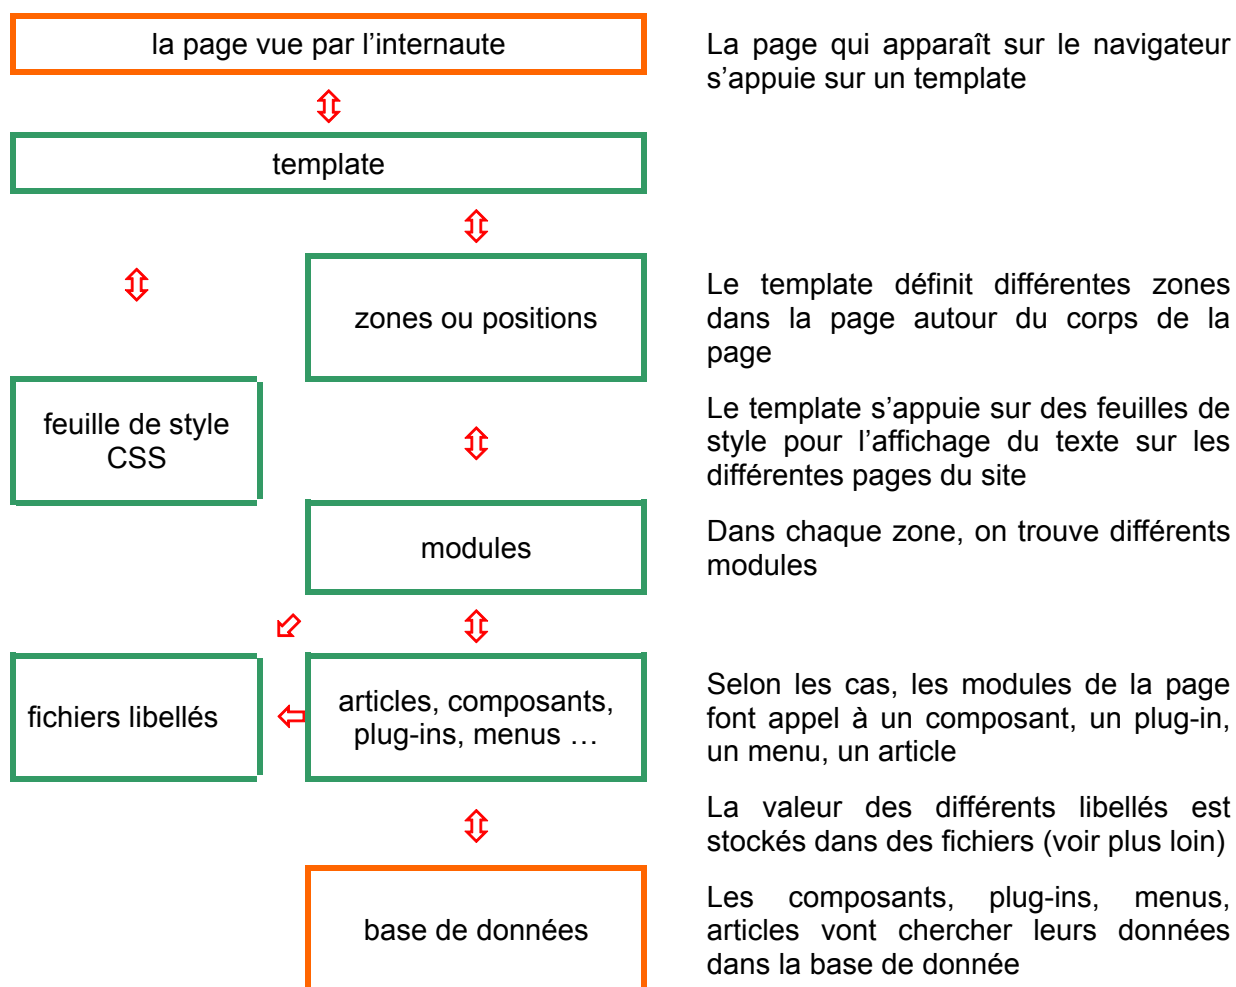 la page vue par l’internaute
La page qui apparaît sur le navigateur
s’appuie sur un template
template
zones ou positions
Le template définit différentes zones
dans la page autour du corps de la
page
feuille de style
CSS
Le template s’appuie sur des feuilles de
style pour l’affichage du texte sur les
différentes pages du site
modules
Dans chaque zone, on trouve différents
modules
fichiers libellés
articles, composants,
plug-ins, menus …
Selon les cas, les modules de la page
font appel à un composant, un plug-in,
un menu, un article
La valeur des différents libellés est
stockés dans des fichiers (voir plus loin)
base de données
Les composants, plug-ins, menus,
articles vont chercher leurs données
dans la base de donnée